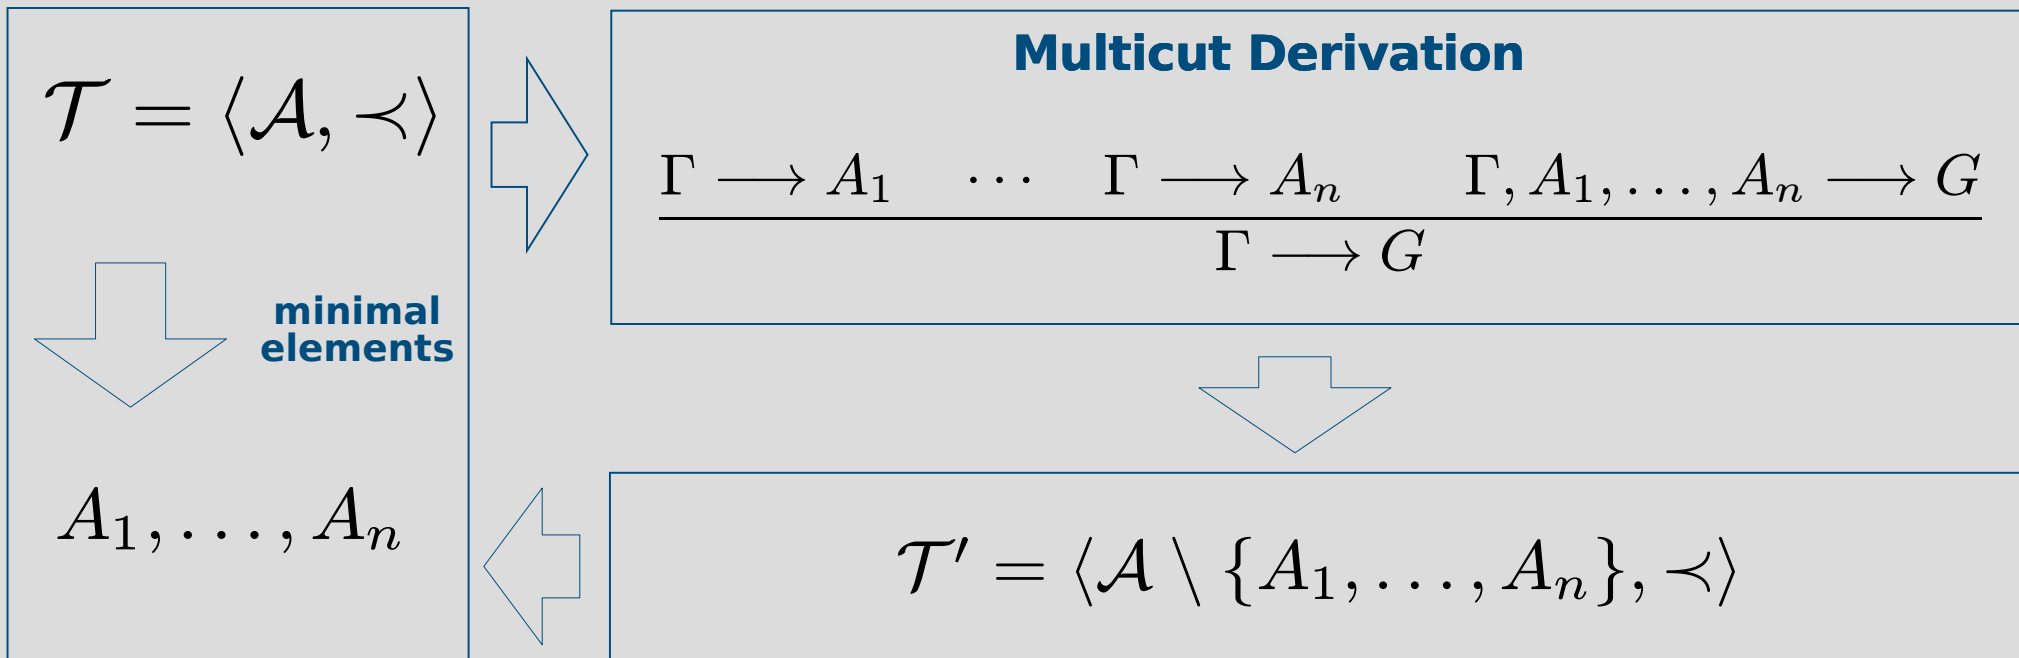 𝒯 = ⟨𝒜, ≺⟩
minimal
elements
A₁, . . . , Aₙ
Multicut Derivation
Γ ⟶ A₁ ⋯ Γ ⟶ Aₙ Γ, A₁, . . . , Aₙ ⟶ G
Γ ⟶ G
𝒯′ = ⟨𝒜 \ {A₁, . . . , Aₙ}, ≺⟩